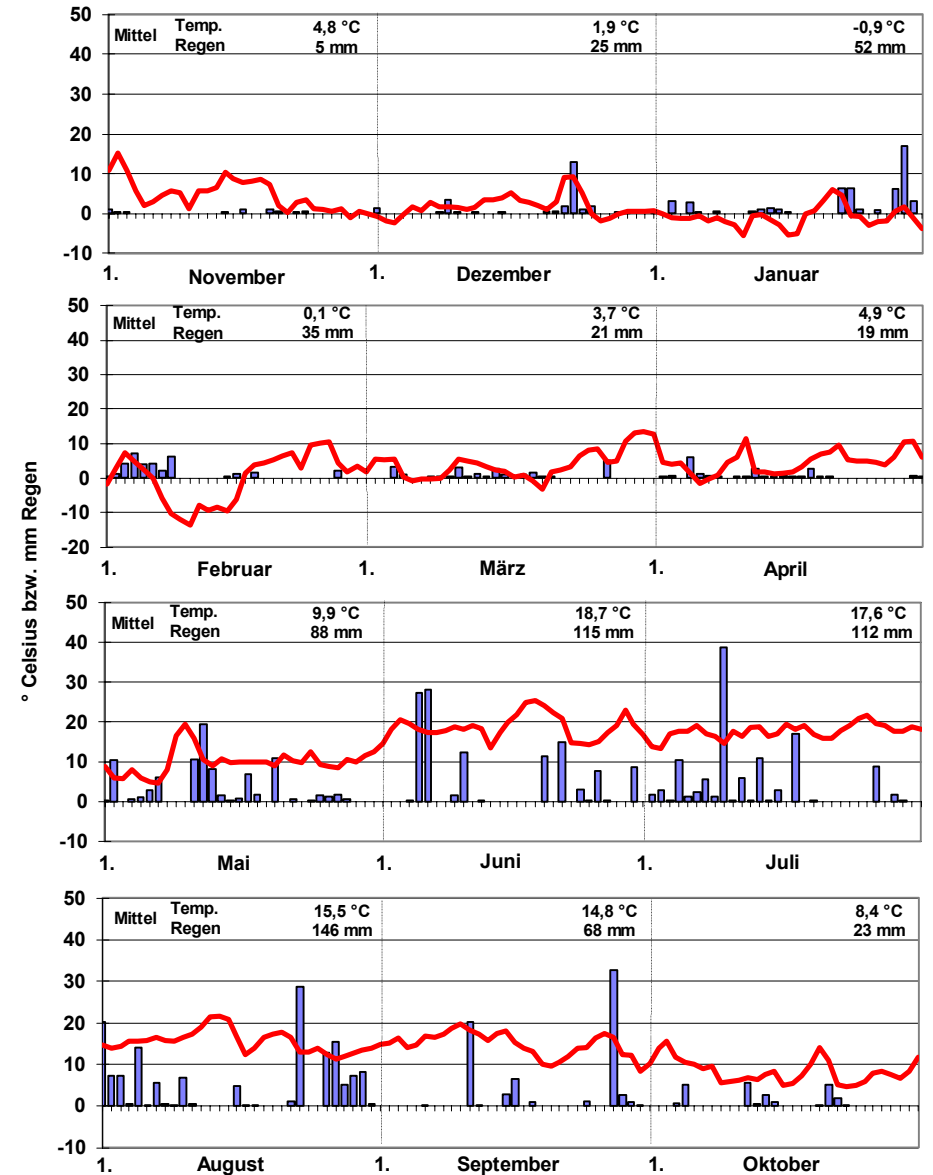 ° Celsius bzw. mm Regen
50
40
30
20
10
0
-10
Mittel Temp. 4,8 °C 1,9 °C -0,9 °C
Regen 5 mm 25 mm 52 mm
1. November 1. Dezember 1. Januar
50
40
30
20
10
0
-10
-20
Mittel Temp. 0,1 °C 3,7 °C 4,9 °C
Regen 35 mm 21 mm 19 mm
1. Februar 1. März 1. April
50
40
30
20
10
0
-10
Mittel Temp. 9,9 °C 18,7 °C 17,6 °C
Regen 88 mm 115 mm 112 mm
1. Mai 1. Juni 1. Juli
50
40
30
20
10
0
-10
Mittel Temp. 15,5 °C 14,8 °C 8,4 °C
Regen 146 mm 68 mm 23 mm
1. August 1. September 1. Oktober